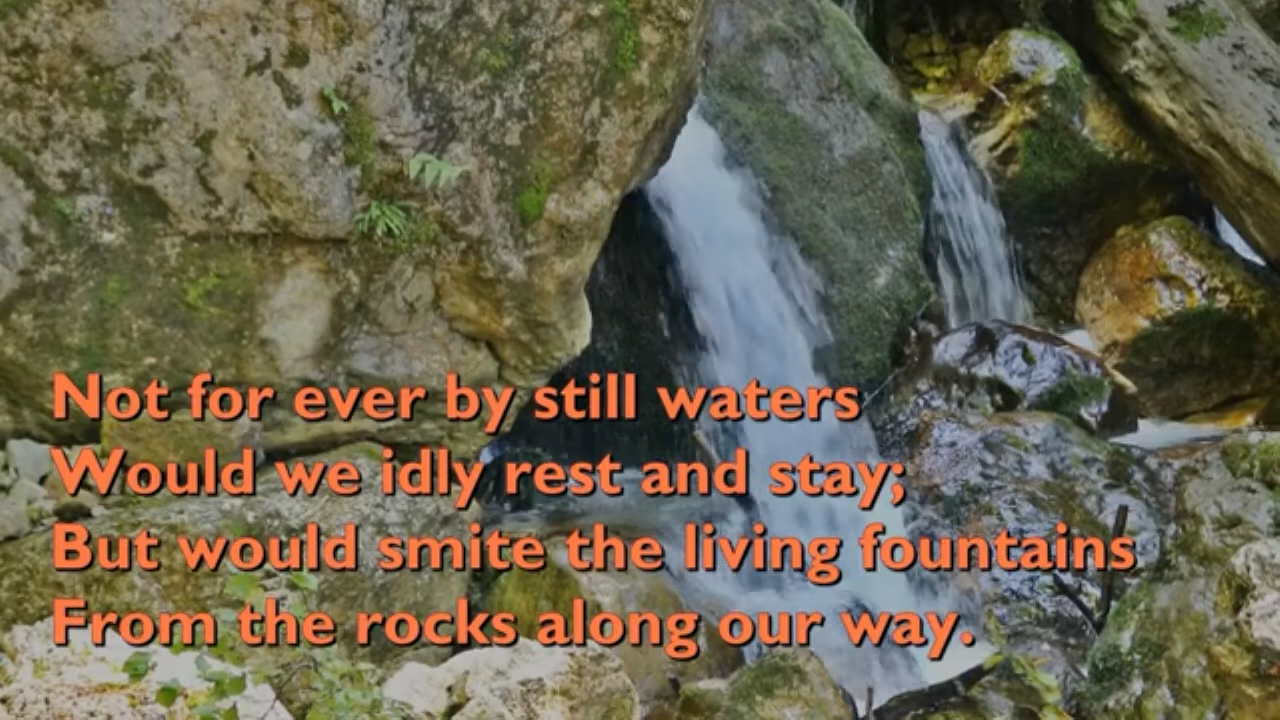 Not for ever by still waters
Would we idly rest and stay;
But would smite the living fountains
From the rocks along our way.